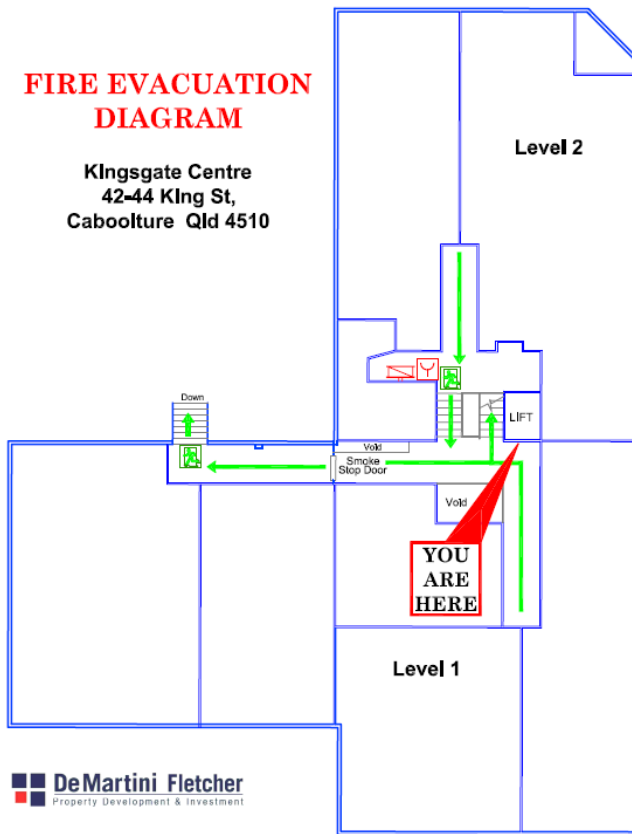 FIRE EVACUATION
DIAGRAM
KIngsgate Centre
42-44 KIng St,
Caboolture Qld 4510
Level 2
LIFT
Down
Void
Smoke
Stop Door
Void
YOU
ARE
HERE
Level 1
DeMartini Fletcher
Property Development & Investment